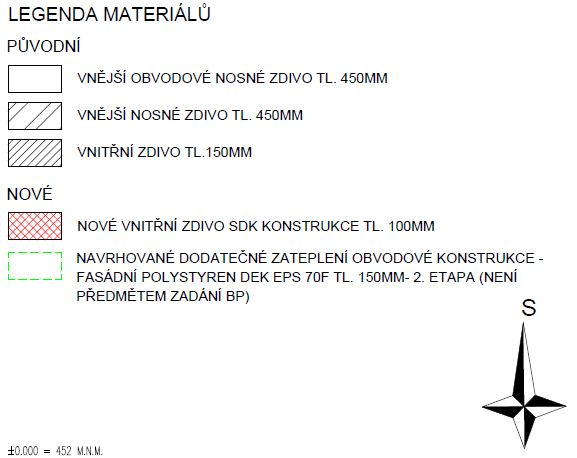 LEGENDA MATERIÁLŮ
PŮVODNÍ
VNĚJŠÍ OBVODOVÉ NOSNÉ ZDIVO TL. 450MM
VNĚJŠÍ NOSNÉ ZDIVO TL. 450MM
VNITŘNÍ ZDIVO TL.150MM
NOVÉ
NOVÉ VNITŘNÍ ZDIVO SDK KONSTRUKCE TL. 100MM
NAVRHOVANÉ DODATEČNÉ ZATEPLENÍ OBVODOVÉ KONSTRUKCE -
FASÁDNÍ POLYSTYREN DEK EPS 70F TL. 150MM- 2. ETAPA (NENÍ
PŘEDMĚTEM ZADÁNÍ BP)
S
±0.000 = 452 M.N.M.